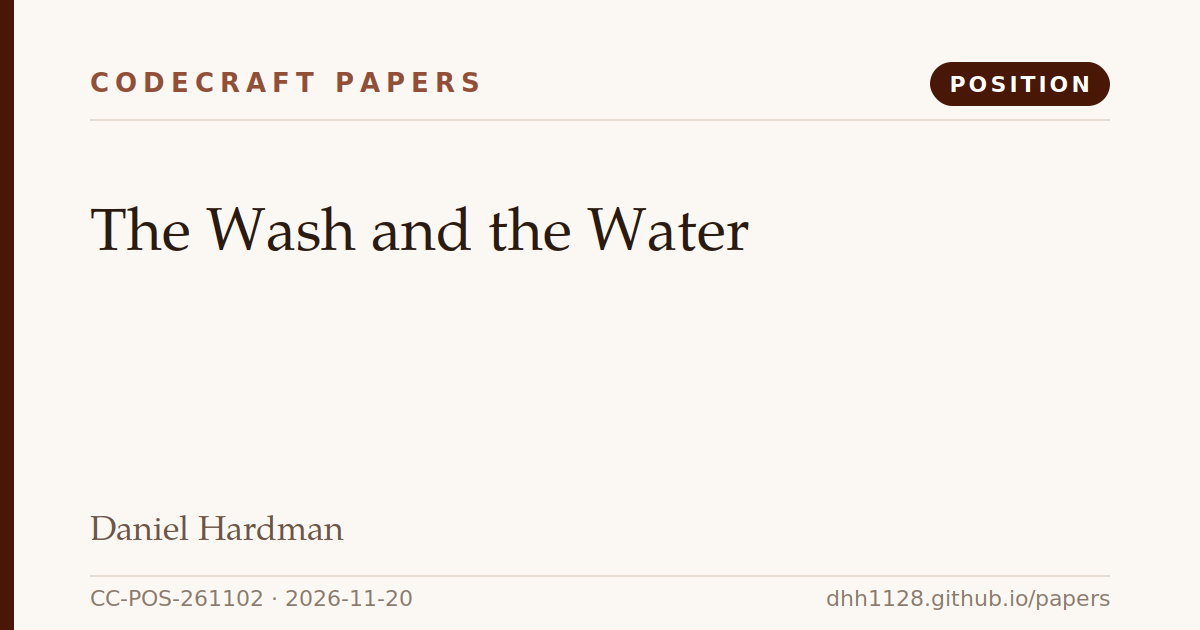 CODECRAFT PAPERS
POSITION
The Wash and the Water
Daniel Hardman
CC-POS-261102 · 2026-11-20
dhh1128.github.io/papers